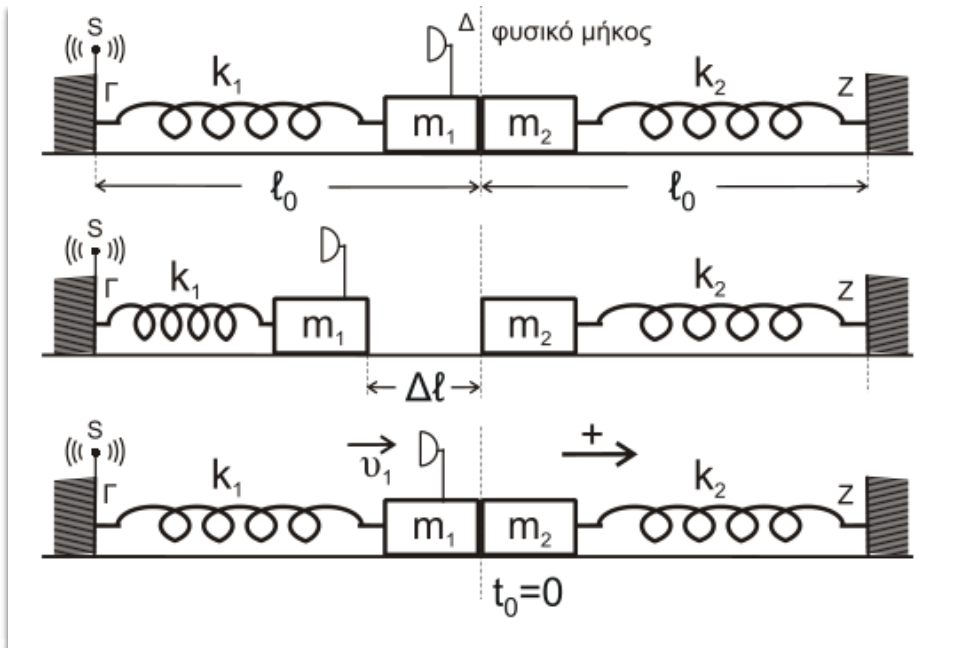 S Δ φυσικό μήκος
Γ k₁ k₂ Z
m₁ m₂
ℓ₀ ℓ₀
S
Γ k₁ k₂ Z
m₁ m₂
Δℓ
S +
Γ k₁ υ₁ k₂ Z
m₁ m₂
t₀=0